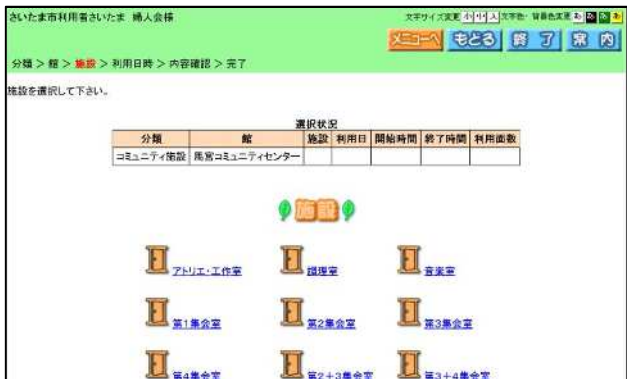 さいたま市利用者さいたま 婦人会様
文字サイズ変更 小 中 大 文字色・背景色変更 あ あ あ あ
メニューへ もどる 終了 案内
分類 > 館 > 施設 > 利用日時 > 内容確認 > 完了
施設を選択して下さい。
選択状況
分類 館 施設 利用日 開始時間 終了時間 利用面数
コミュニティ施設 馬宮コミュニティセンター
施設
アトリエ・工作室 調理室 音楽室
第1集会室 第2集会室 第3集会室
第4集会室 第2+3集会室 第3+4集会室